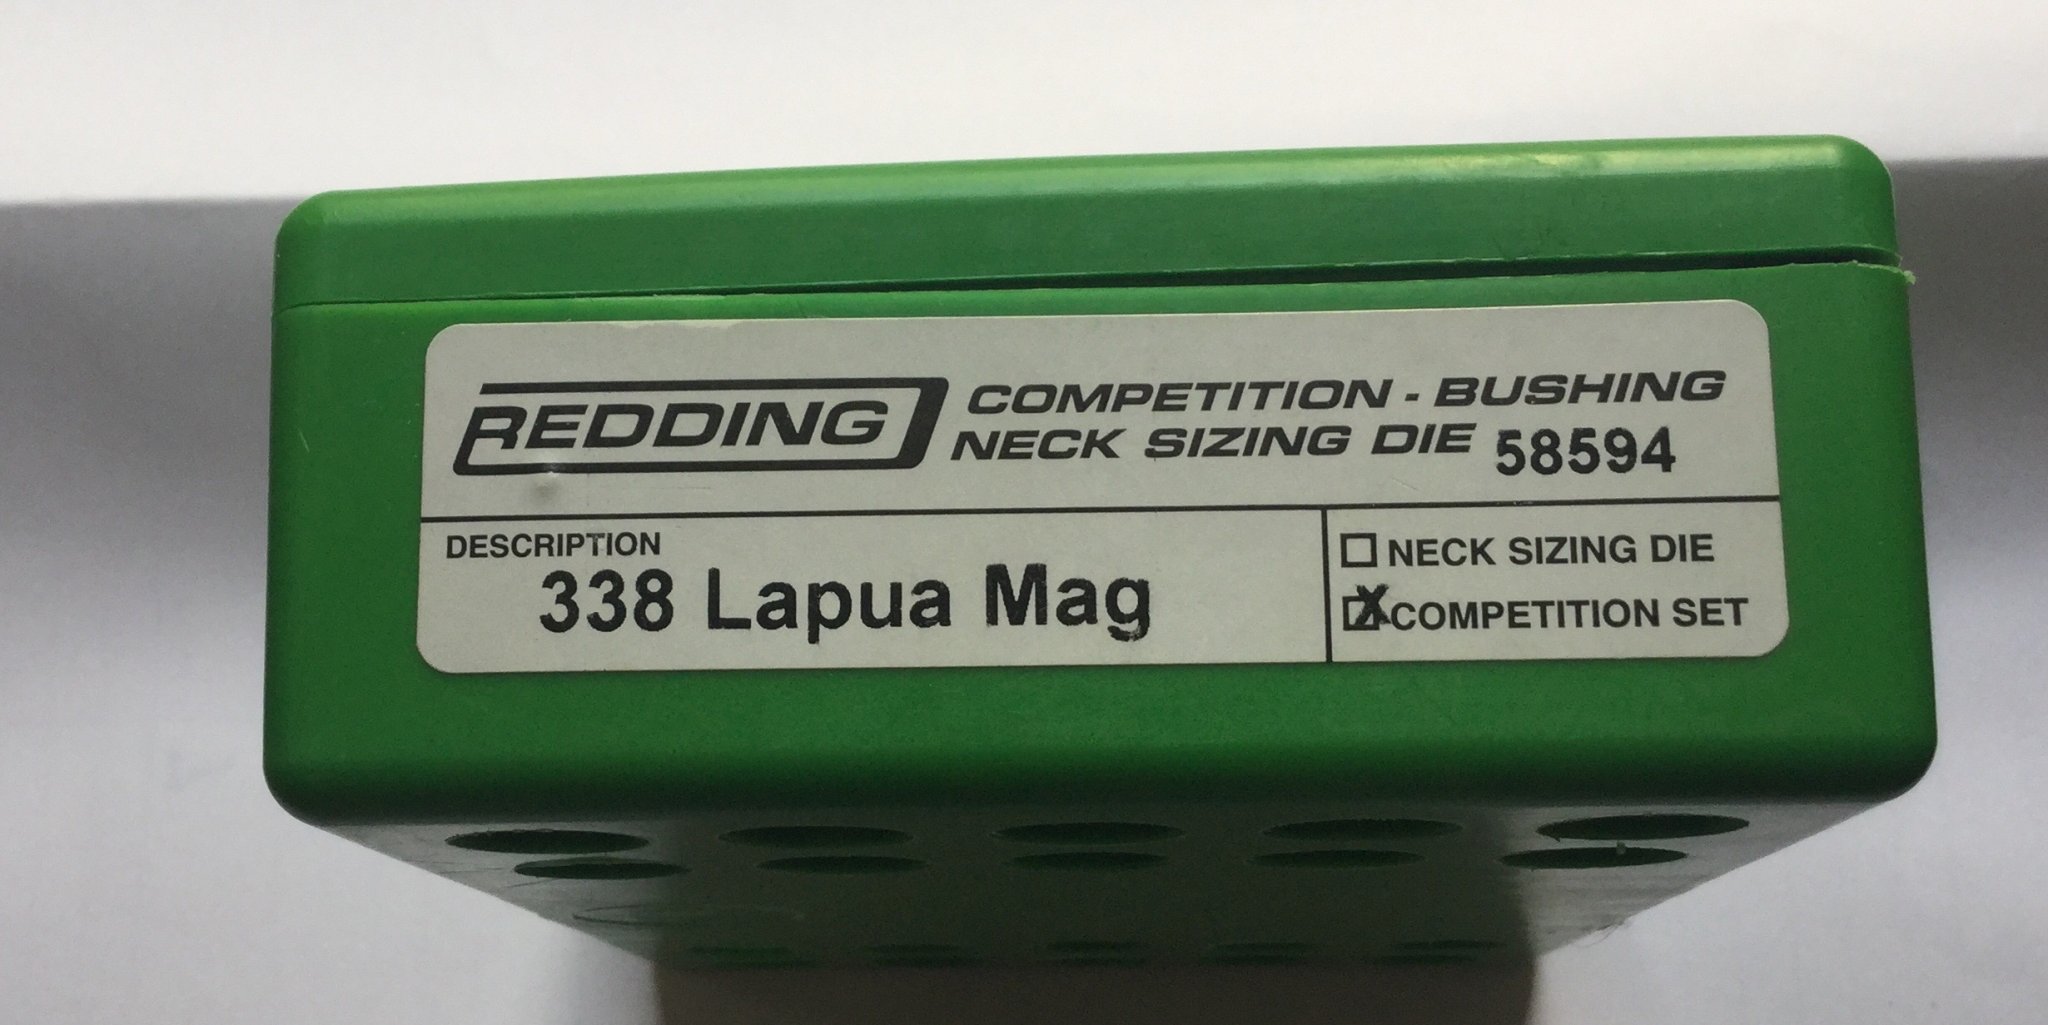 REDDING COMPETITION - BUSHING
NECK SIZING DIE 58594
DESCRIPTION
338 Lapua Mag
NECK SIZING DIE
X COMPETITION SET